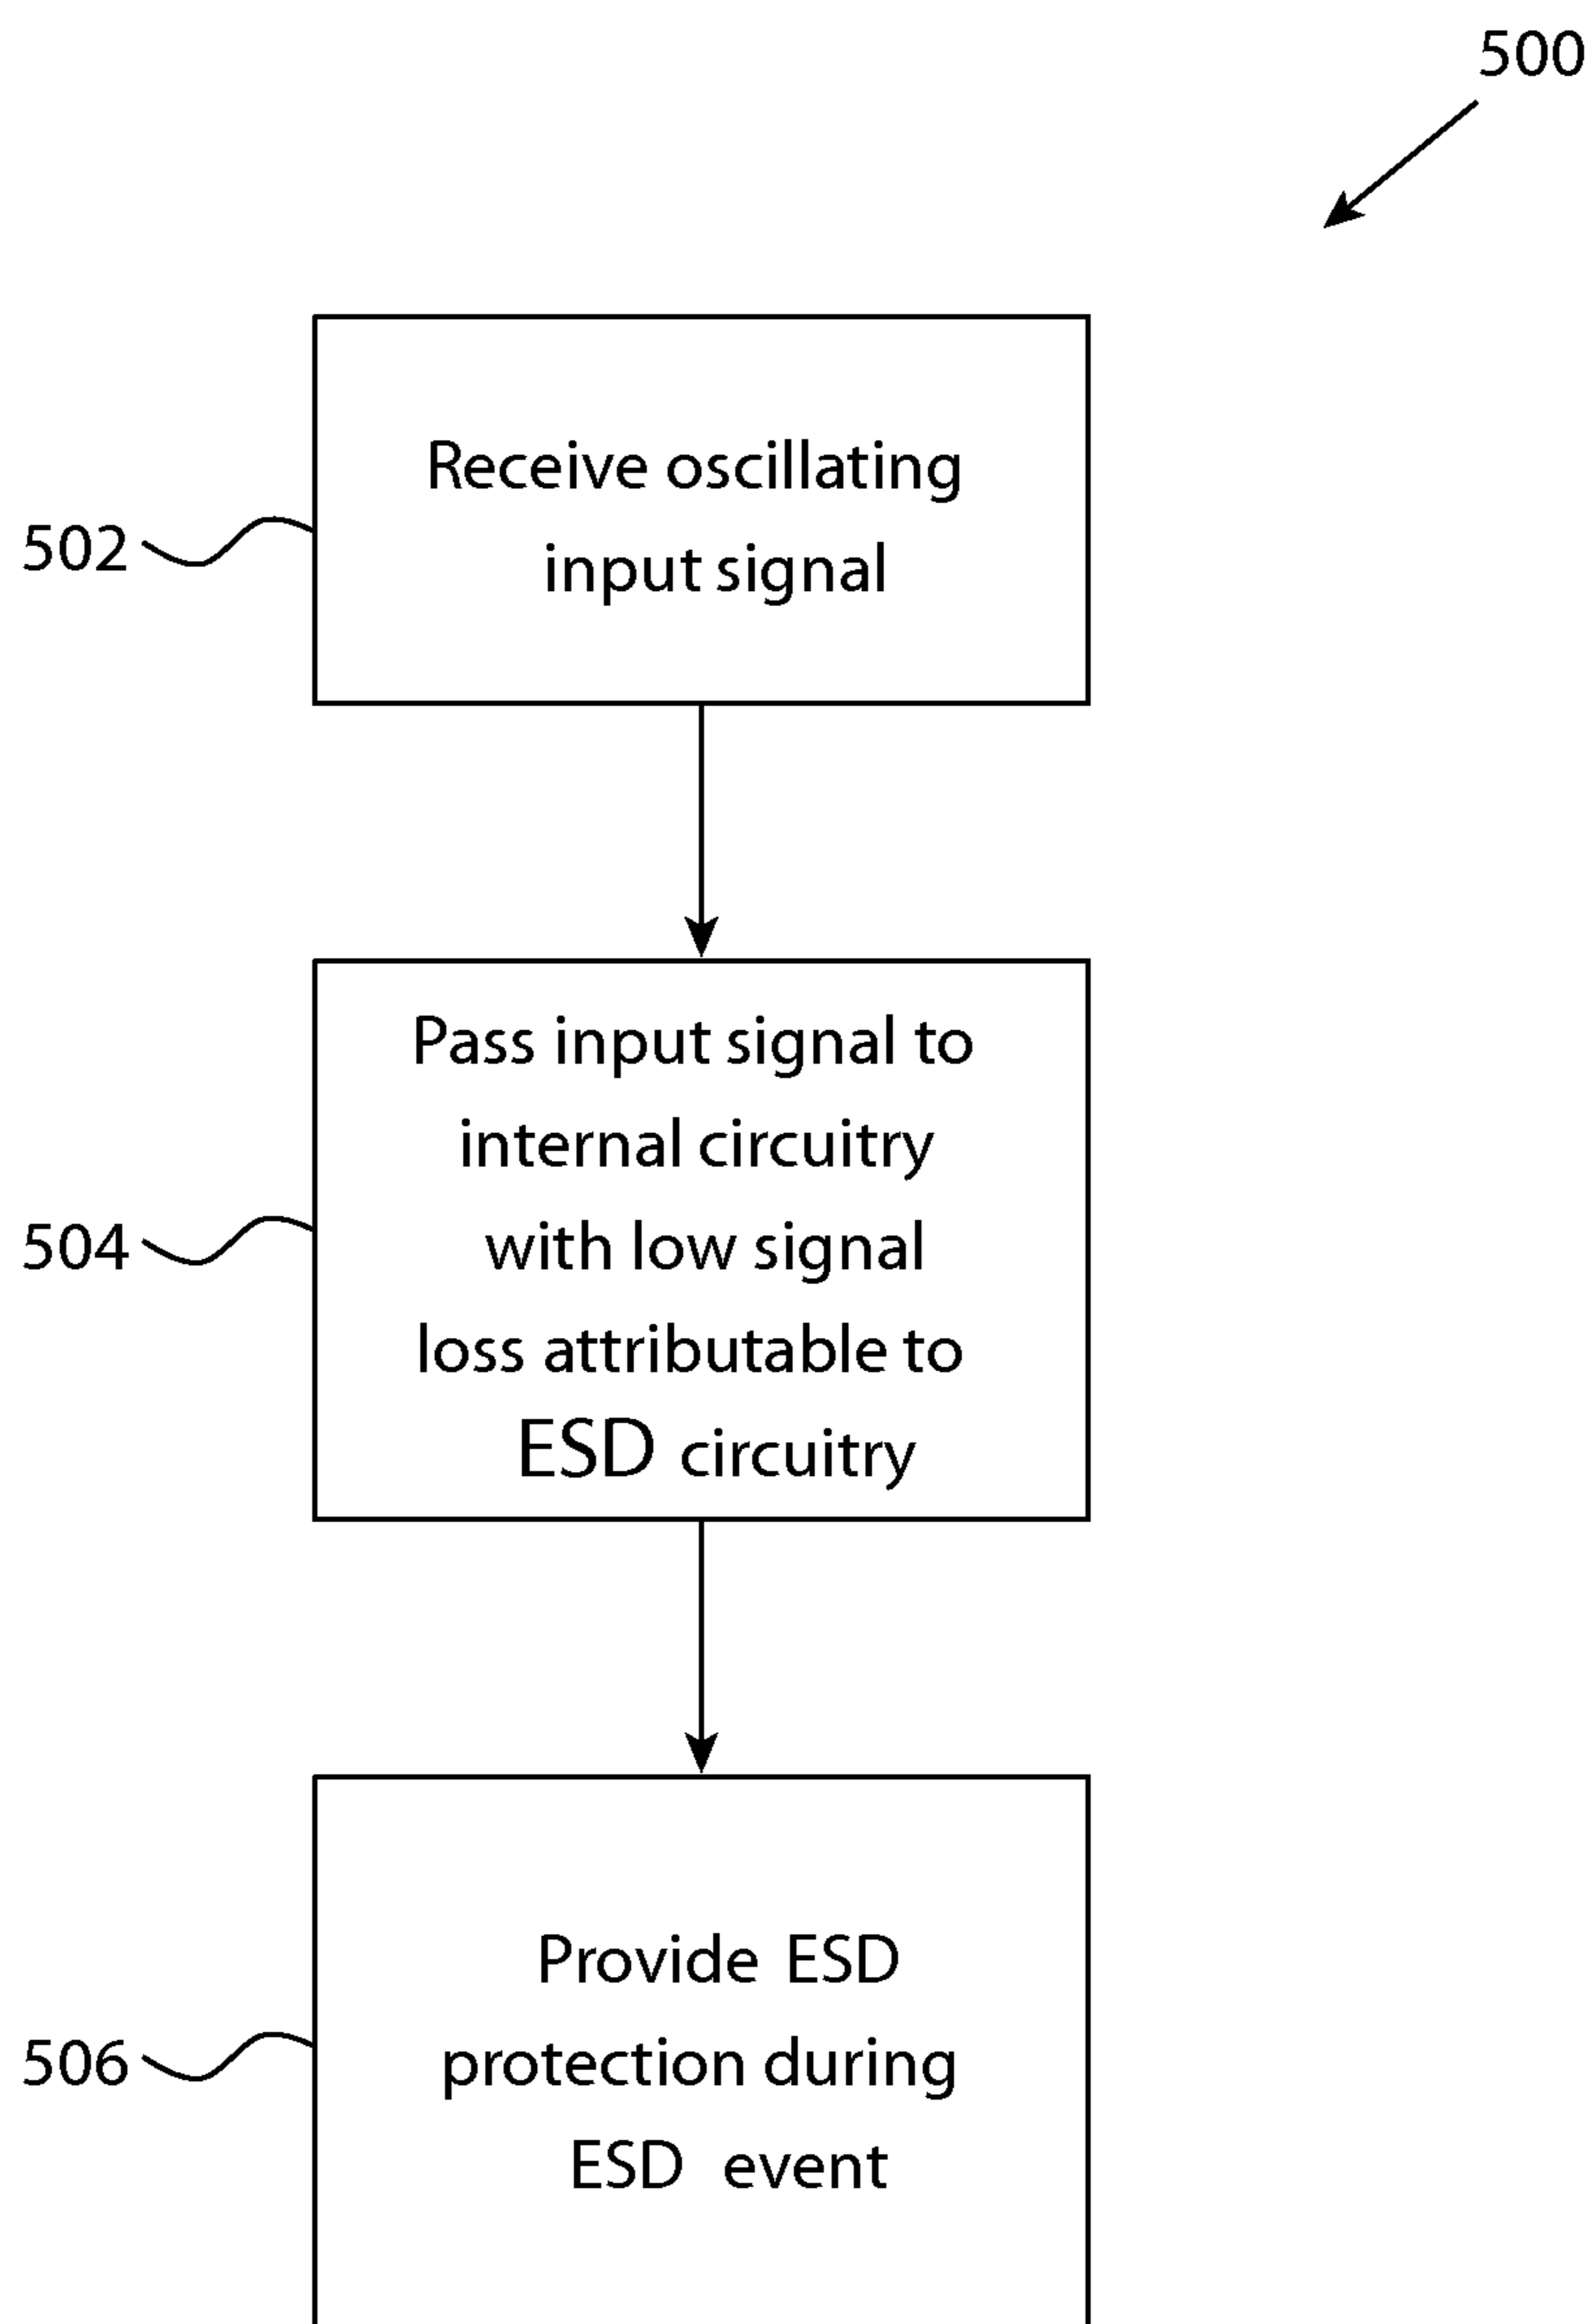 500
Receive oscillating
input signal
502
Pass input signal to
internal circuitry
with low signal
loss attributable to
ESD circuitry
504
Provide ESD
protection during
ESD event
506